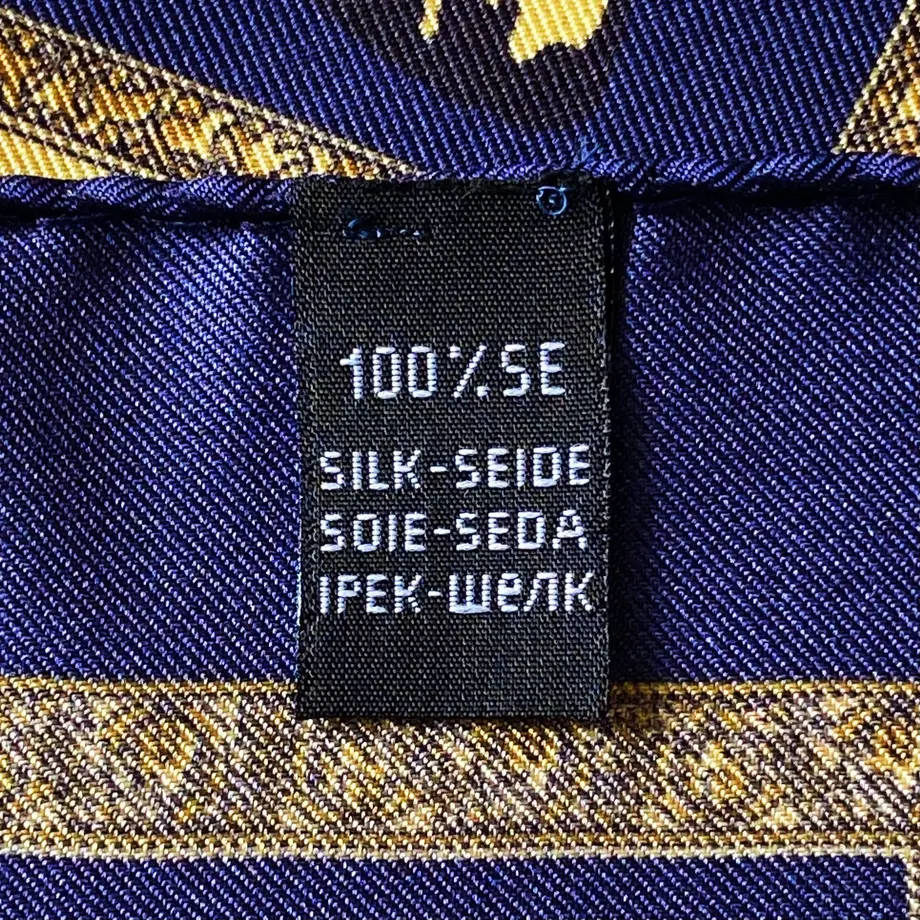 100%SE
SILK-SEIDE
SOIE-SEDA
IPEK-шелк